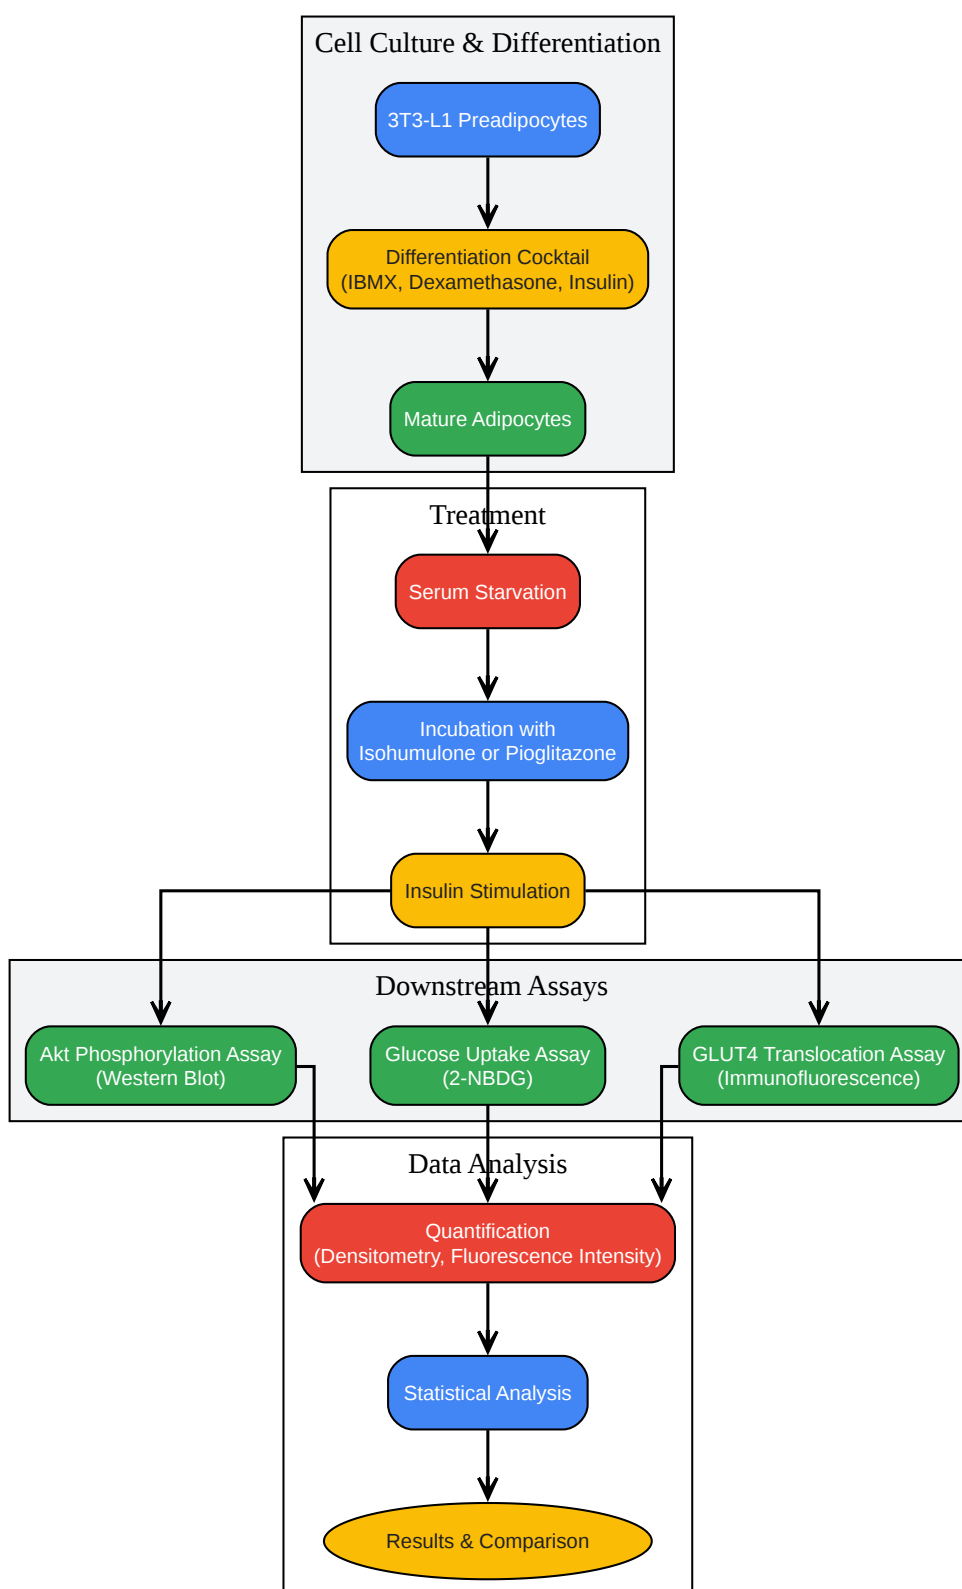 Cell Culture & Differentiation
3T3-L1 Preadipocytes
Differentiation Cocktail
(IBMX, Dexamethasone, Insulin)
Mature Adipocytes
Treatment
Serum Starvation
Incubation with
Isohumulone or Pioglitazone
Insulin Stimulation
Downstream Assays
Akt Phosphorylation Assay
(Western Blot)
Glucose Uptake Assay
(2-NBDG)
GLUT4 Translocation Assay
(Immunofluorescence)
Data Analysis
Quantification
(Densitometry, Fluorescence Intensity)
Statistical Analysis
Results & Comparison